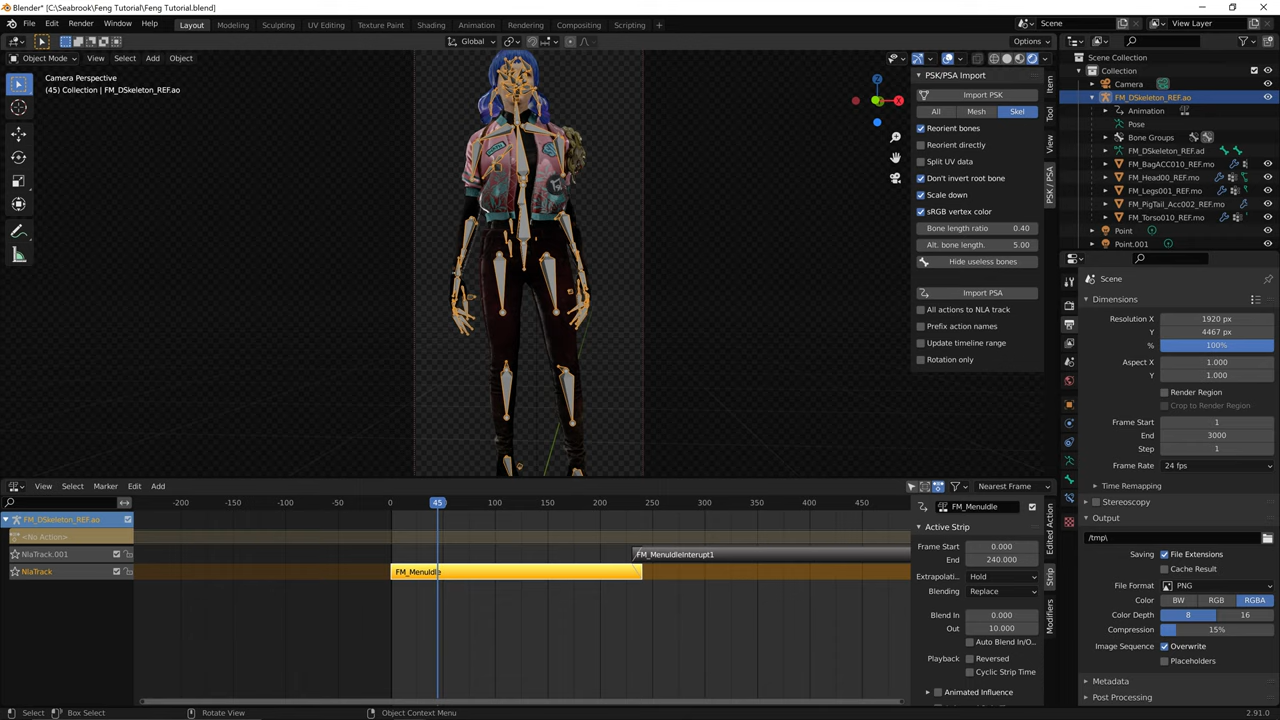 Blender* [C:\Seabrook\Feng Tutorial\Feng Tutorial.blend]
File Edit Render Window Help Layout Modeling Sculpting UV Editing Texture Paint Shading Animation Rendering Compositing Scripting Scene View Layer
Global Options
Object Mode View Select Add Object
Camera Perspective
(45) Collection | FM_DSkeleton_REF.ao
Z
X
PSK/PSA Import
Import PSK
All Mesh Skel
Reorient bones
Reorient directly
Split UV data
Don't invert root bone
Scale down
sRGB vertex color
Bone length ratio 0.40
Alt. bone length. 5.00
Hide useless bones
Import PSA
All actions to NLA track
Prefix action names
Update timeline range
Rotation only
Item
Tool
View
PSK / PSA
Scene Collection
Collection
Camera
FM_DSkeleton_REF.ao
Animation
Pose
Bone Groups
FM_DSkeleton_REF.ad
FM_BagACC010_REF.mo
FM_Head00_REF.mo
FM_Legs001_REF.mo
FM_PigTail_Acc002_REF.mo
FM_Torso010_REF.mo
Point
Point.001
Scene
Dimensions
Resolution X 1920 px
Y 4467 px
% 100%
Aspect X 1.000
Y 1.000
Render Region
Crop to Render Region
Frame Start 1
End 3000
Step 1
Frame Rate 24 fps
Time Remapping
Stereoscopy
Output
/tmp\
Saving File Extensions
Cache Result
File Format PNG
Color BW RGB RGBA
Color Depth 8 16
Compression 15%
Image Sequence Overwrite
Placeholders
Metadata
Post Processing
View Select Marker Edit Add Nearest Frame
-200 -150 -100 -50 0 45 100 150 200 250 300 350 400 450
FM_DSkeleton_REF.ao
<No Action>
NlaTrack.001
FM_MenuIdleInterupt1
NlaTrack
FM_MenuIdle
FM_MenuIdle
Active Strip
Frame Start 0.000
End 240.000
Extrapolati.. Hold
Blending Replace
Blend In 0.000
Out 10.000
Auto Blend In/O...
Playback Reversed
Cyclic Strip Time
Animated Influence
Edited Action
Strip
Modifiers
Select Box Select Rotate View Object Context Menu 2.91.0